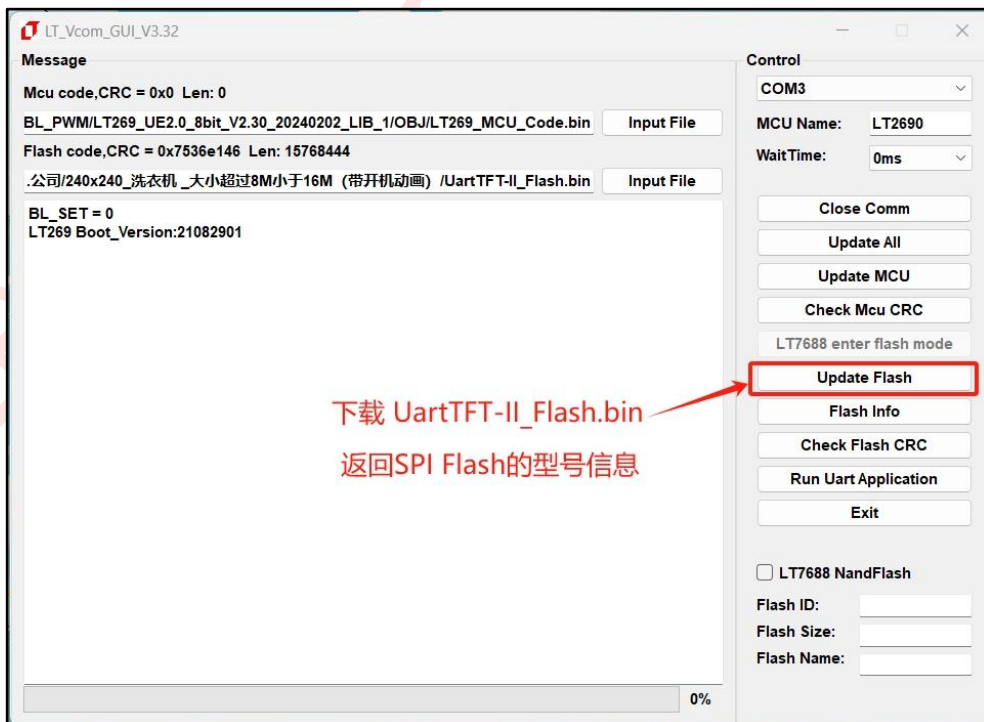 LT_Vcom_GUI_V3.32
Message
Mcu code,CRC = 0x0 Len: 0
BL_PWM/LT269_UE2.0_8bit_V2.30_20240202_LIB_1/OBJ/LT269_MCU_Code.bin
Input File
Flash code,CRC = 0x7536e146 Len: 15768444
.公司/240x240_洗衣机 _大小超过8M小于16M（带开机动画）/UartTFT-II_Flash.bin
Input File
BL_SET = 0
LT269 Boot_Version:21082901
下载 UartTFT-II_Flash.bin
返回SPI Flash的型号信息
0%
Control
COM3
MCU Name: LT2690
WaitTime: 0ms
Close Comm
Update All
Update MCU
Check Mcu CRC
LT7688 enter flash mode
Update Flash
Flash Info
Check Flash CRC
Run Uart Application
Exit
LT7688 NandFlash
Flash ID:
Flash Size:
Flash Name: